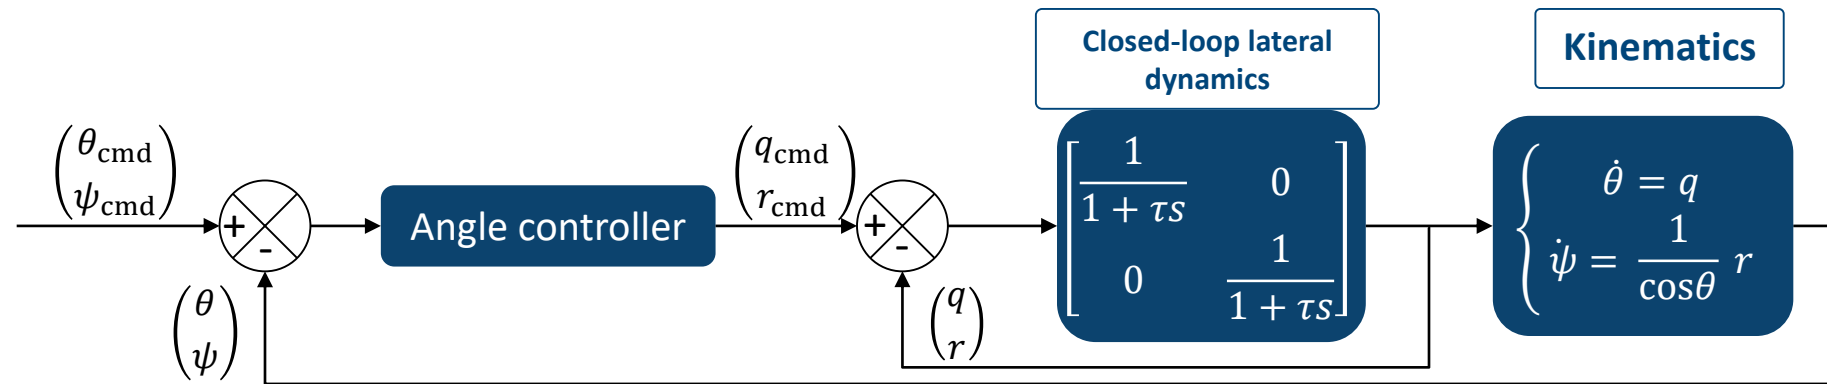 Closed-loop lateral
dynamics
Kinematics
θcmd
ψcmd
+
-
Angle controller
qcmd
rcmd
+
-
1
1 + τs
0
0
1
1 + τs
θ̇ = q
ψ̇ = 1/cosθ r
θ
ψ
q
r